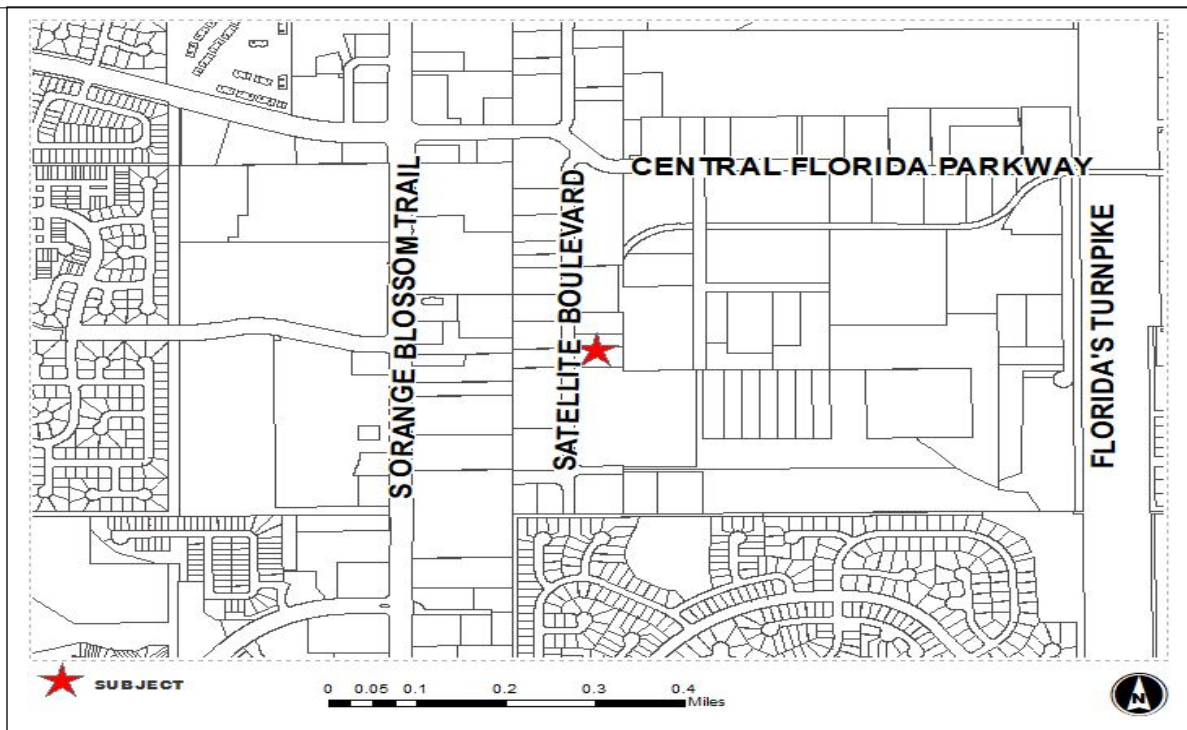 CENTRAL FLORIDA PARKWAY
S ORANGE BLOSSOM TRAIL
SATELLITE BOULEVARD
FLORIDA'S TURNPIKE
SUBJECT
0 0.05 0.1 0.2 0.3 0.4
Miles
N